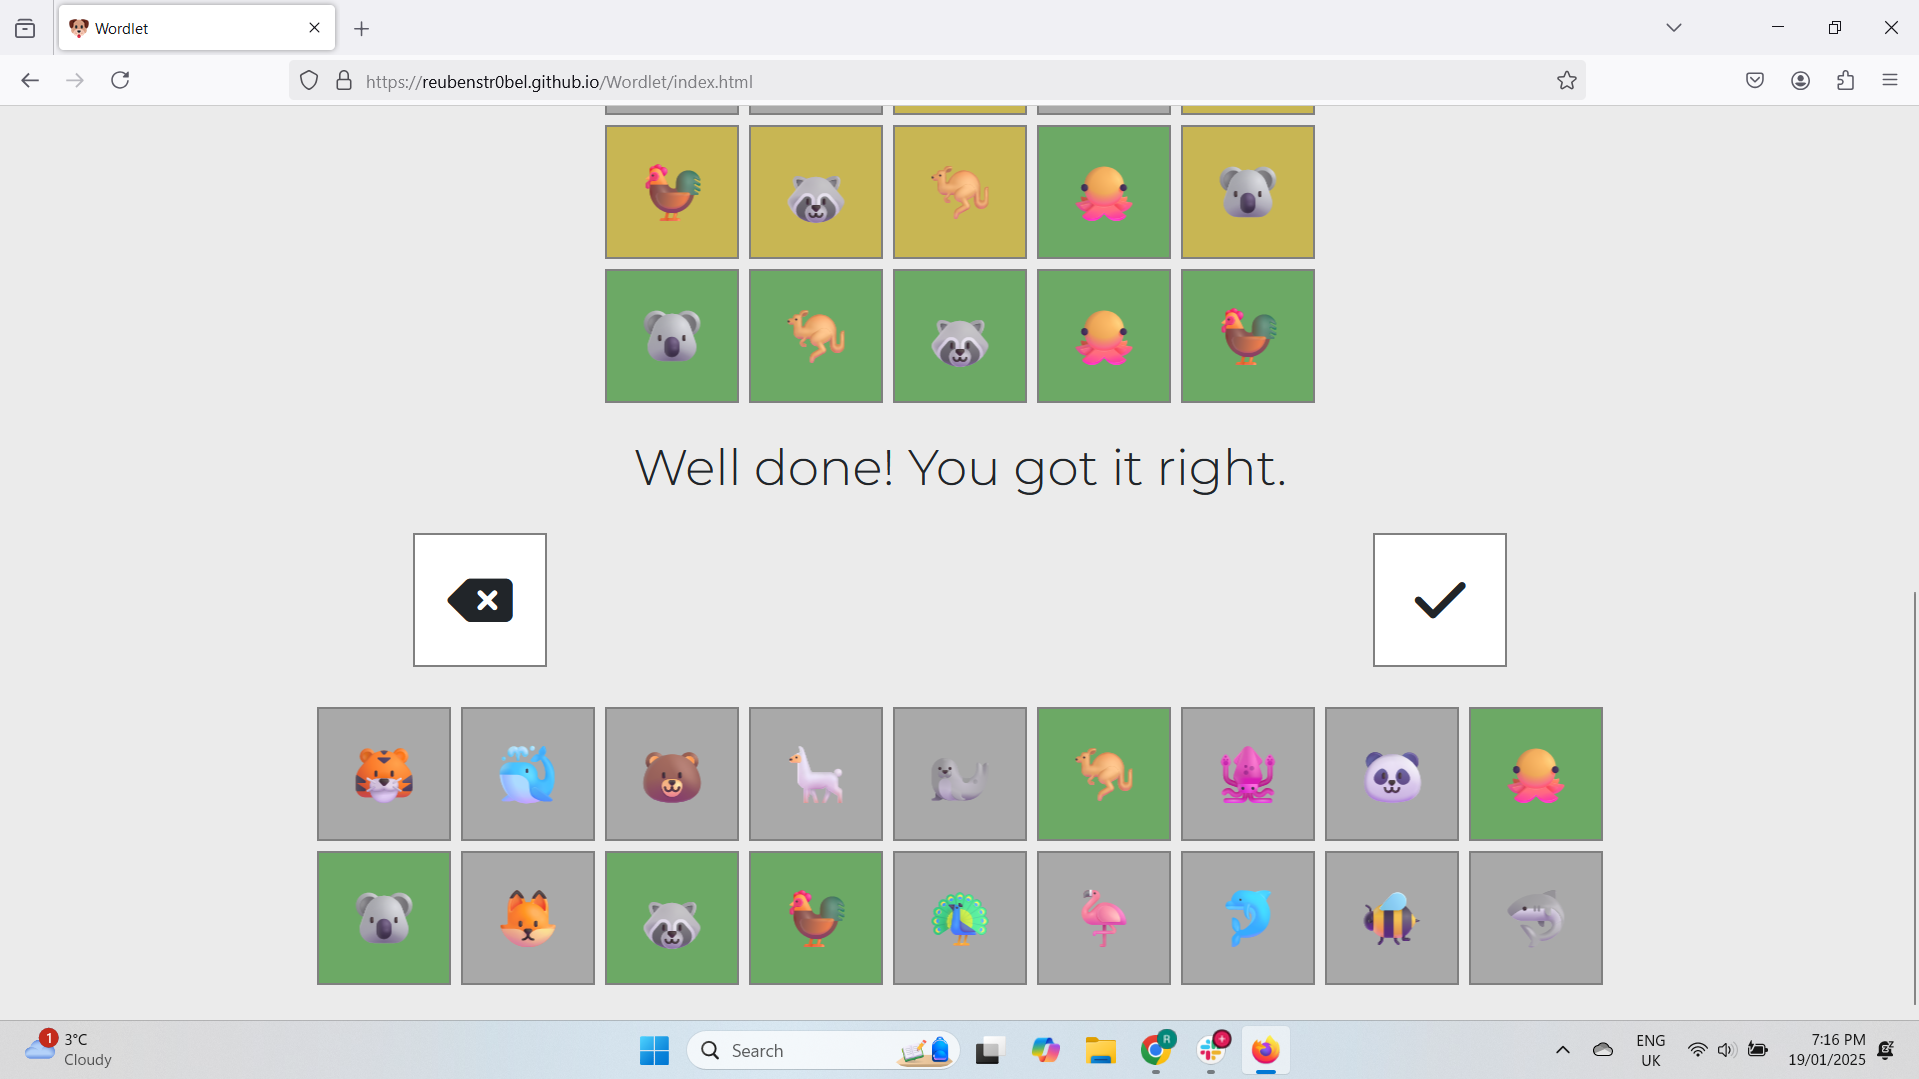 Wordlet
https://reubenstr0bel.github.io/Wordlet/index.html
Well done! You got it right.
1
3°C
Cloudy
Search
R
ENG
UK
7:16 PM
19/01/2025